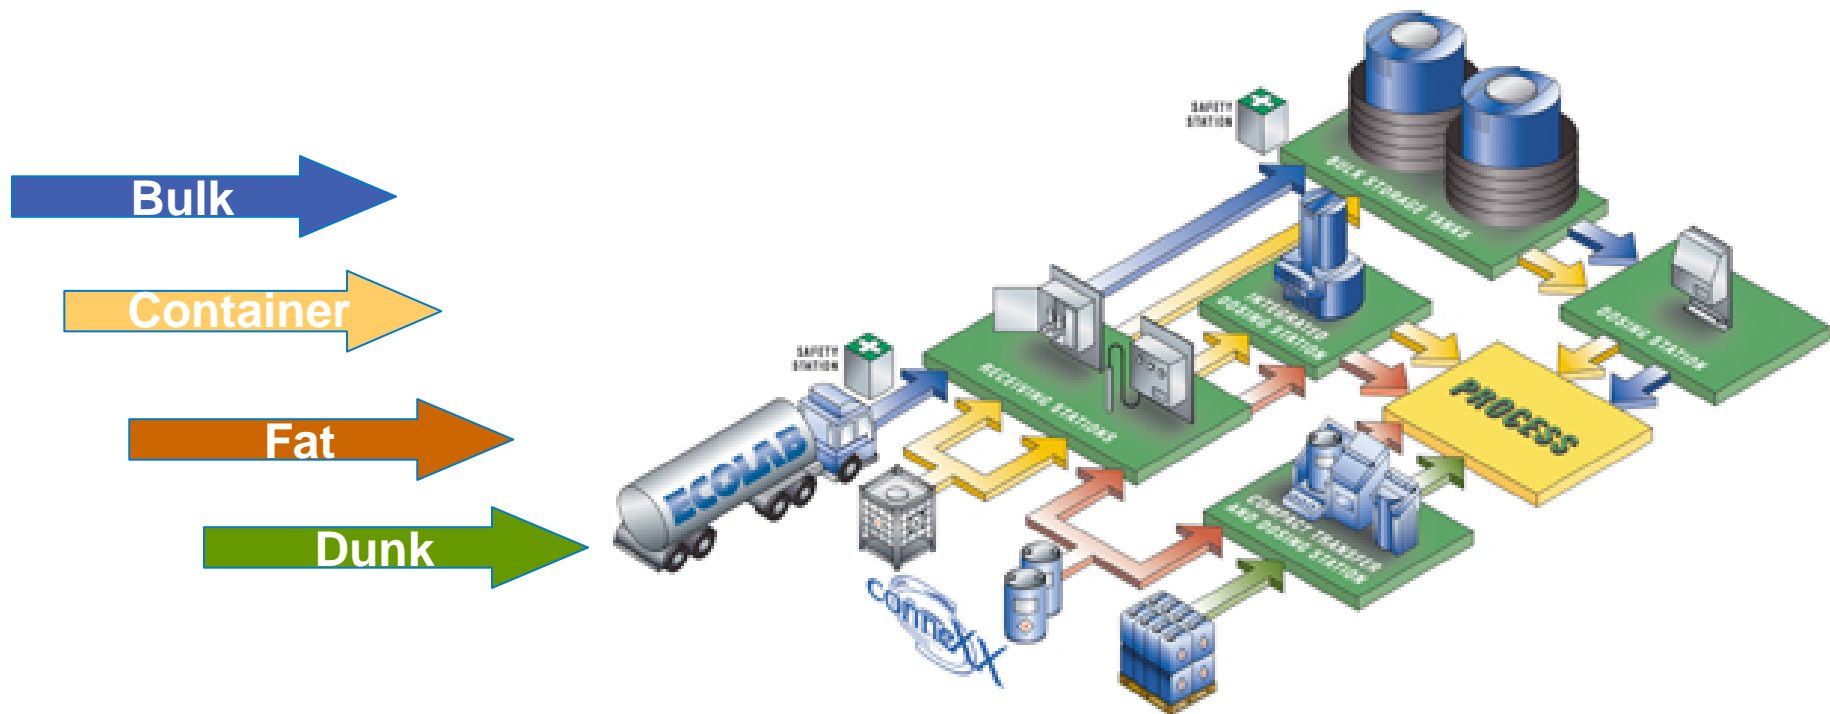 Bulk
Container
Fat
Dunk
SAFETY
STATION
BULK STORAGE TANKS
INTEGRATED
DOSING STATION
DOSING STATION
SAFETY
STATION
RECEIVING STATIONS
PROCESS
ECOLAB
CONCNET TRANSFER
AND DOSING STATION
conneXX